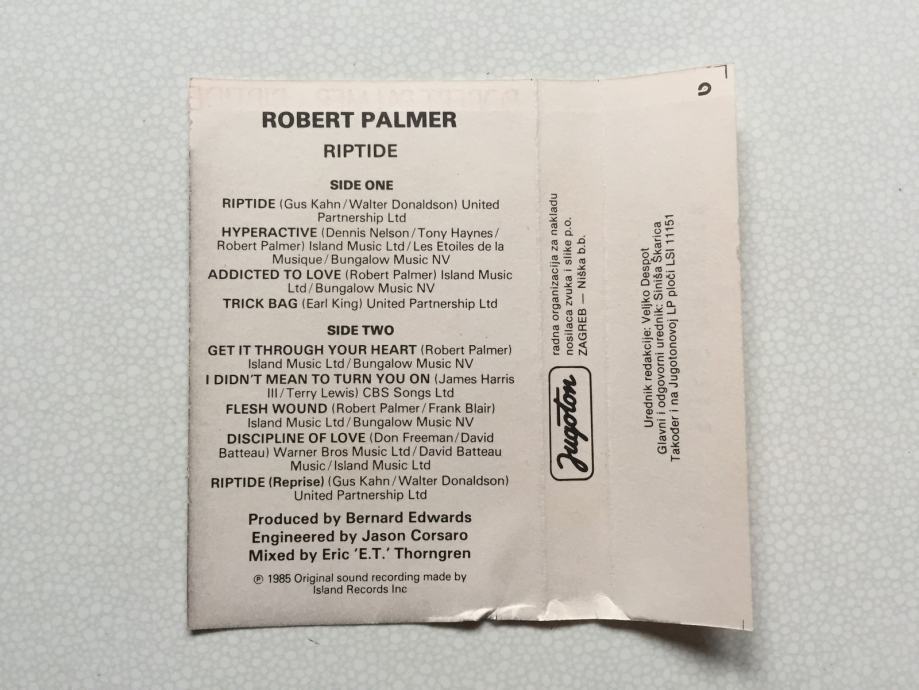 ROBERT PALMER
RIPTIDE
SIDE ONE
RIPTIDE (Gus Kahn/Walter Donaldson) United
Partnership Ltd
HYPERACTIVE (Dennis Nelson/Tony Haynes/
Robert Palmer) Island Music Ltd/Les Etoiles de la
Musique/Bungalow Music NV
ADDICTED TO LOVE (Robert Palmer) Island Music
Ltd/Bungalow Music NV
TRICK BAG (Earl King) United Partnership Ltd
SIDE TWO
GET IT THROUGH YOUR HEART (Robert Palmer)
Island Music Ltd/Bungalow Music NV
I DIDN'T MEAN TO TURN YOU ON (James Harris
III/Terry Lewis) CBS Songs Ltd
FLESH WOUND (Robert Palmer/Frank Blair)
Island Music Ltd/Bungalow Music NV
DISCIPLINE OF LOVE (Don Freeman/David
Batteau) Warner Bros Music Ltd/David Batteau
Music/Island Music Ltd
RIPTIDE (Reprise) (Gus Kahn/Walter Donaldson)
United Partnership Ltd
Produced by Bernard Edwards
Engineered by Jason Corsaro
Mixed by Eric 'E.T.' Thorngren
℗ 1985 Original sound recording made by
Island Records Inc
Jugoton
radna organizacija za nakladu
nosilaca zvuka i slike p.o.
ZAGREB — Niška b.b.
Urednik redakcije: Veljko Despot
Glavni i odgovorni urednik: Siniša Škarica
Također i na Jugotonovoj LP ploči LSI 11151